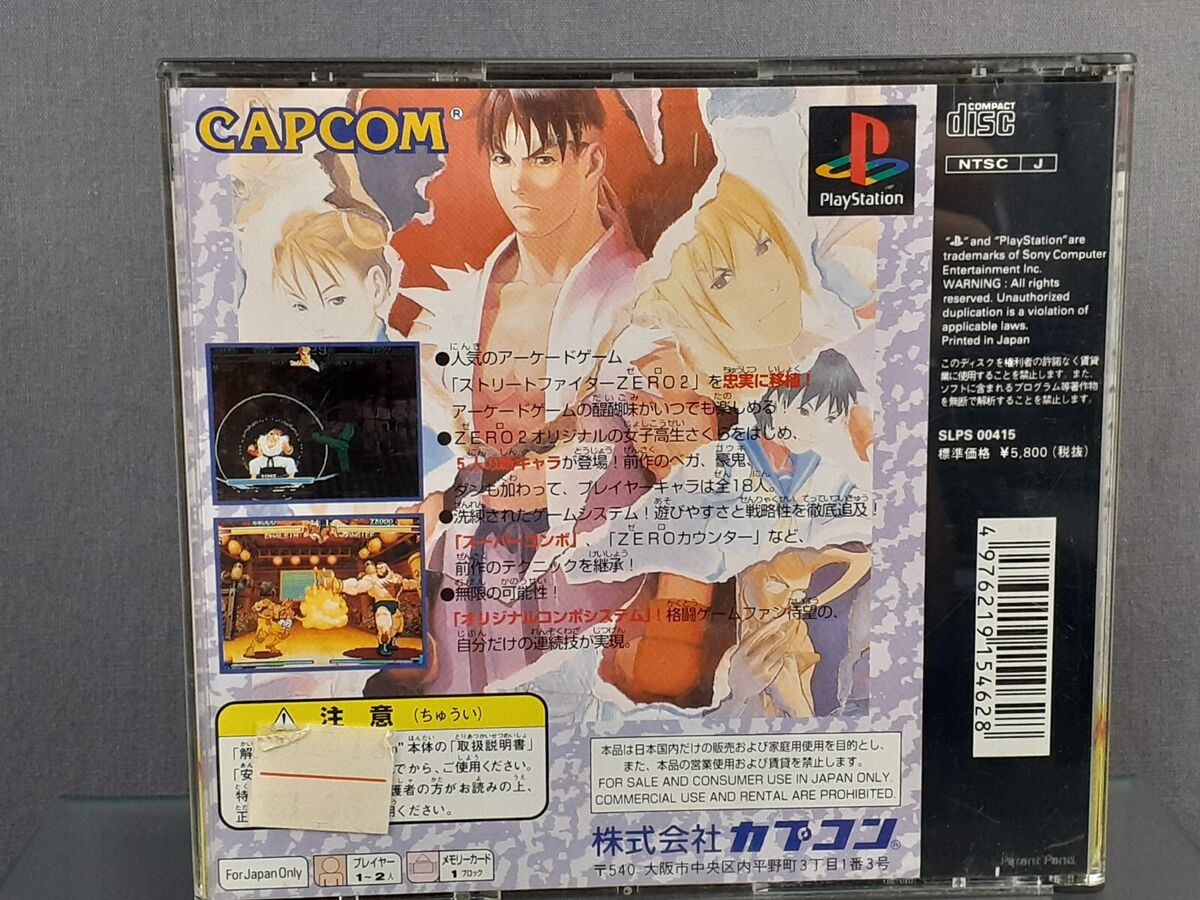 CAPCOM®
PlayStation
COMPACT
disc
NTSC J
"PS" and "PlayStation" are
trademarks of Sony Computer
Entertainment Inc.
WARNING : All rights
reserved. Unauthorized
duplication is a violation of
applicable laws.
Printed in Japan
このディスクを権利者の許諾なく賃貸
業に使用することを禁止します。また、
ソフトに含まれるプログラム等著作物
を無断で解析することを禁止します。
SLPS 00415
標準価格 ¥5,800(税抜)
4976219154628
●人気のアーケードゲーム
「ストリートファイターZERO2」を忠実に移植!
アーケードゲームの醍醐味がいつでも楽しめる!
●ZERO2オリジナルの女子高生さくらをはじめ、
5人の新キャラが登場!前作のベガ、豪鬼、
ダンも加わって、プレイヤーキャラは全18人。
●洗練されたゲームシステム!遊びやすさと戦略性を徹底追及!
「スーパーコンボ」「ZEROカウンター」など、
前作のテクニックを継承!
●無限の可能性!
「オリジナルコンボシステム」!格闘ゲームファン待望の、
自分だけの連続技が実現。
DHALSIM
注意(ちゅうい)
「解 本体の「取扱説明書」
「安 でから、ご使用ください。
特 護者の方がお読みの上、
正 用ください。
本品は日本国内だけの販売および家庭用使用を目的とし、
また、本品の営業使用および賃貸を禁止します。
FOR SALE AND CONSUMER USE IN JAPAN ONLY.
COMMERCIAL USE AND RENTAL ARE PROHIBITED.
株式会社カプコン®
〒540 大阪市中央区内平野町3丁目1番3号
For Japan Only
プレイヤー
1~2人
メモリーカード
1ブロック
Patent Pend